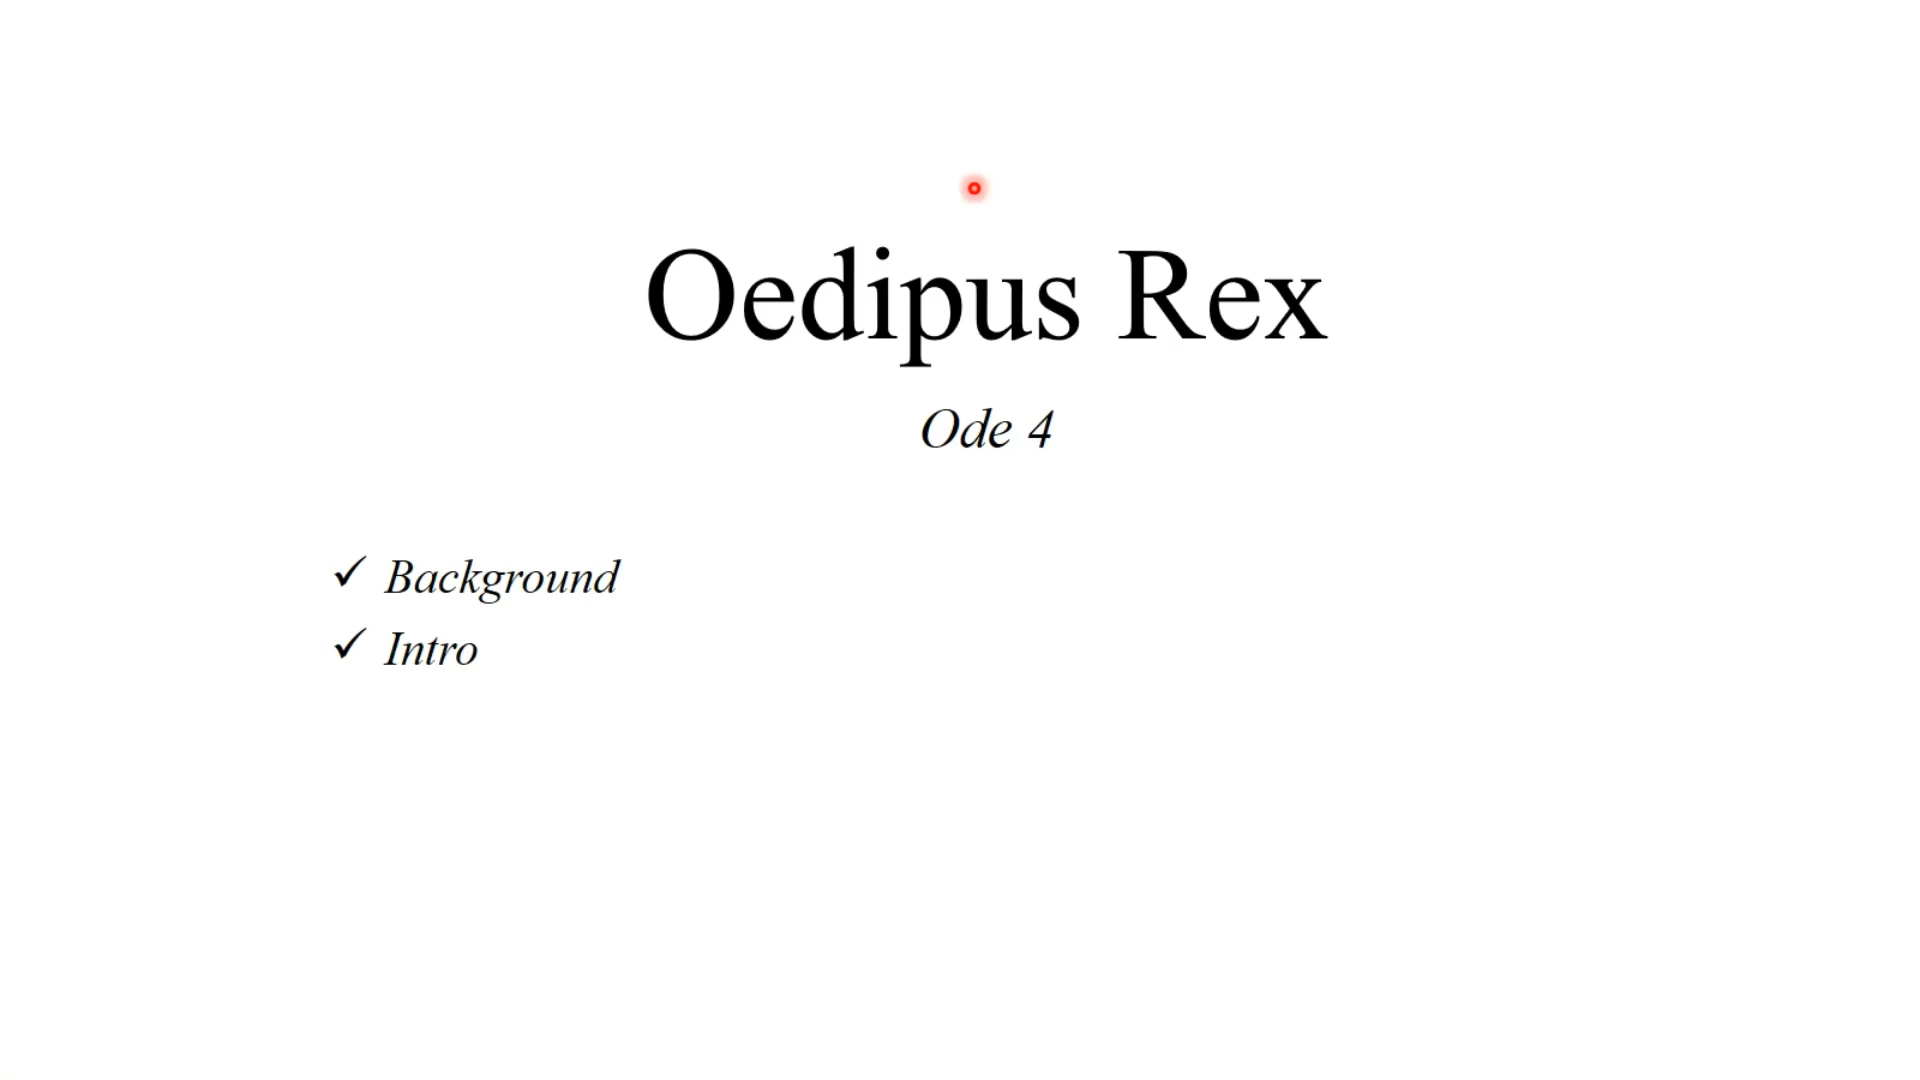 Oedipus Rex
Ode 4
✓ Background
✓ Intro